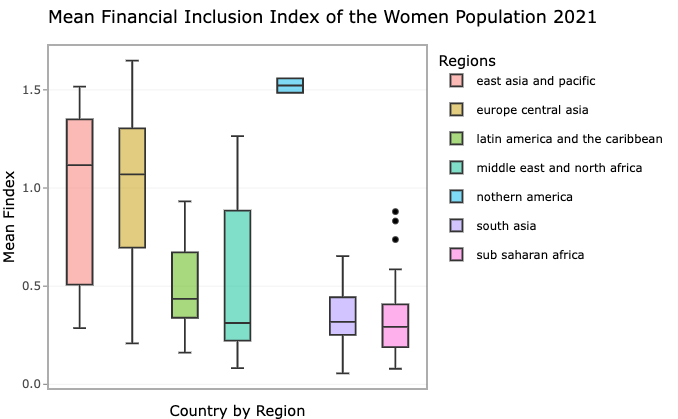 Mean Financial Inclusion Index of the Women Population 2021
Regions
east asia and pacific
europe central asia
latin america and the caribbean
middle east and north africa
nothern america
south asia
sub saharan africa
1.5
1.0
0.5
0.0
Mean Findex
Country by Region